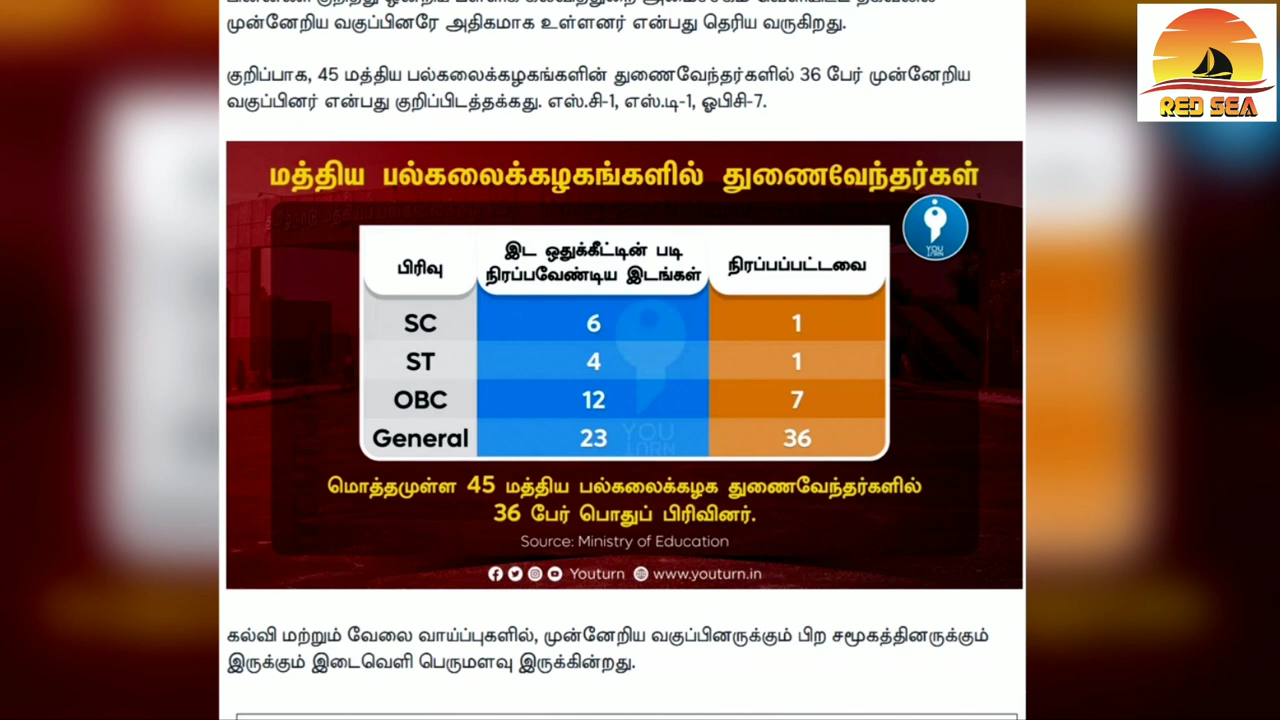 முன்னேறிய வகுப்பினரே அதிகமாக உள்ளனர் என்பது தெரிய வருகிறது.
குறிப்பாக, 45 மத்திய பல்கலைக்கழகங்களின் துணைவேந்தர்களில் 36 பேர் முன்னேறிய
வகுப்பினர் என்பது குறிப்பிடத்தக்கது. எஸ்.சி-1, எஸ்.டி-1, ஓபிசி-7.
RED SEA
மத்திய பல்கலைக்கழகங்களில் துணைவேந்தர்கள்
YOU
TURN
பிரிவு
இட ஒதுக்கீட்டின் படி
நிரப்பவேண்டிய இடங்கள்
நிரப்பப்பட்டவை
SC 6 1
ST 4 1
OBC 12 7
General 23 36
YOU
TURN
மொத்தமுள்ள 45 மத்திய பல்கலைக்கழக துணைவேந்தர்களில்
36 பேர் பொதுப் பிரிவினர்.
Source: Ministry of Education
Youturn www.youturn.in
கல்வி மற்றும் வேலை வாய்ப்புகளில், முன்னேறிய வகுப்பினருக்கும் பிற சமூகத்தினருக்கும்
இருக்கும் இடைவெளி பெருமளவு இருக்கின்றது.